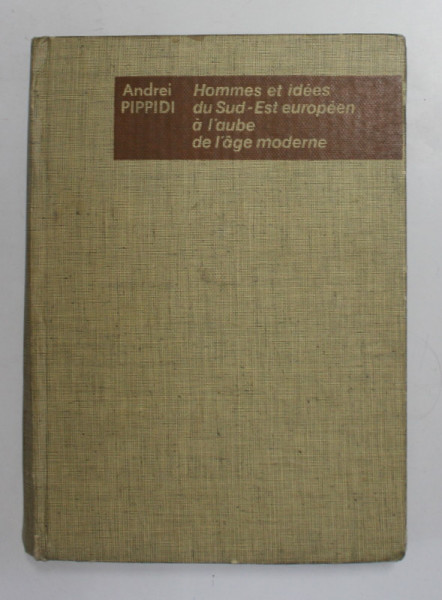 Andrei
PIPPIDI
Hommes et idées
du Sud-Est européen
à l'aube
de l'âge moderne